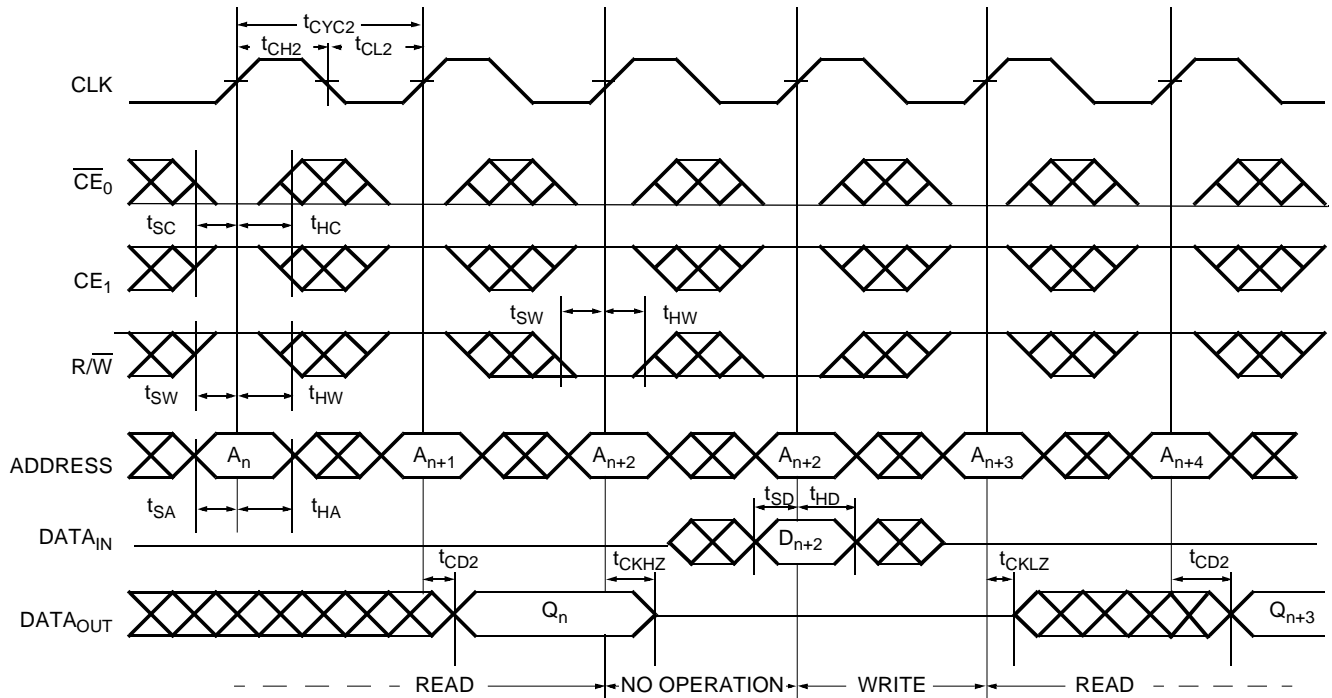 tCYC2
tCH2 tCL2
CLK
CE0
tSC tHC
CE1
tSW tHW
R/W
tSW tHW
ADDRESS An An+1 An+2 An+2 An+3 An+4
tSA tHA tSD tHD
DATAIN Dn+2
tCD2 tCKHZ tCKLZ tCD2
DATAOUT Qn Qn+3
READ NO OPERATION WRITE READ